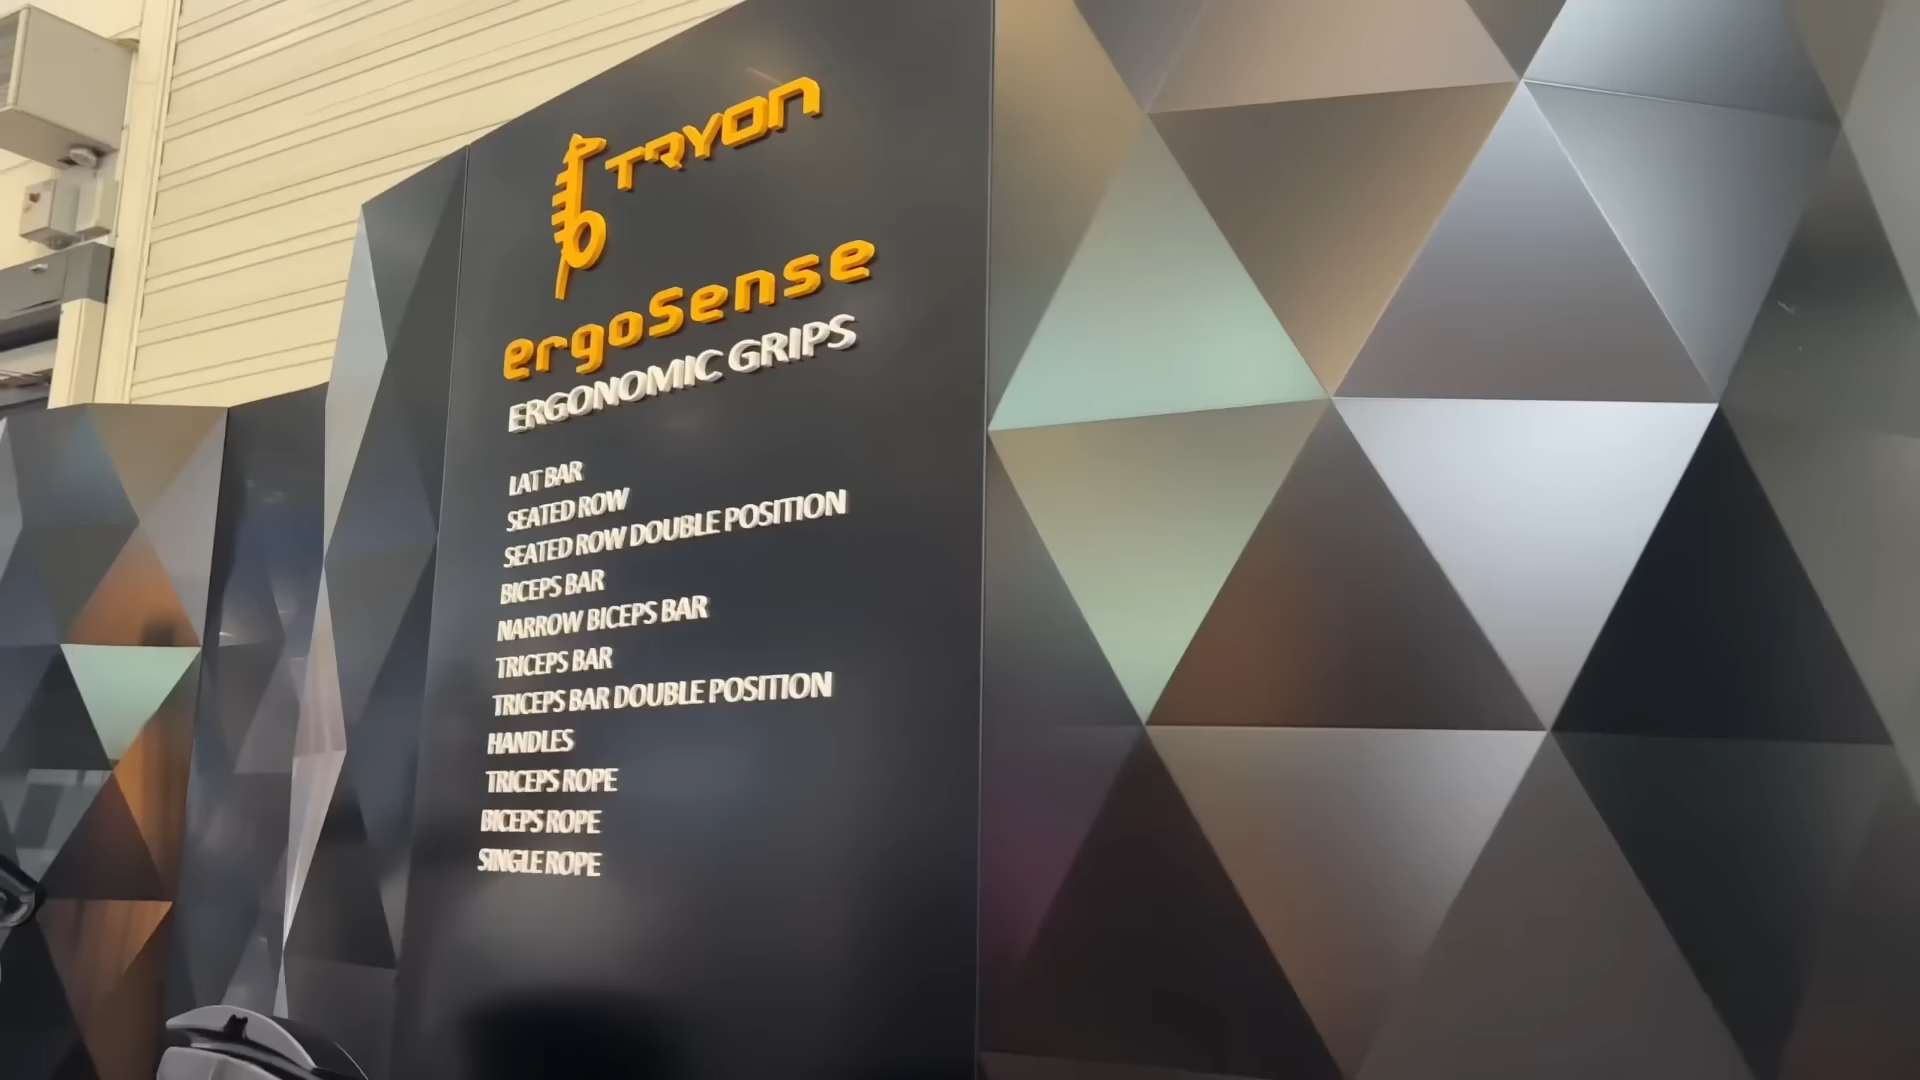 TRYON
ergoSense
ERGONOMIC GRIPS
LAT BAR
SEATED ROW
SEATED ROW DOUBLE POSITION
BICEPS BAR
NARROW BICEPS BAR
TRICEPS BAR
TRICEPS BAR DOUBLE POSITION
HANDLES
TRICEPS ROPE
BICEPS ROPE
SINGLE ROPE